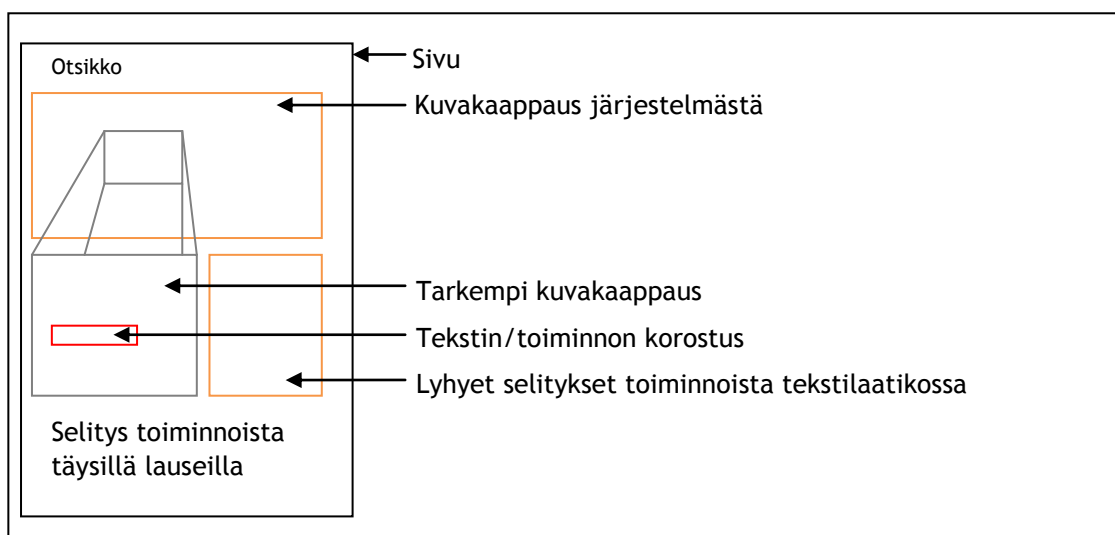 Otsikko
Sivu
Kuvakaappaus järjestelmästä
Tarkempi kuvakaappaus
Tekstin/toiminnon korostus
Lyhyet selitykset toiminnoista tekstilaatikossa
Selitys toiminnoista
täysillä lauseilla